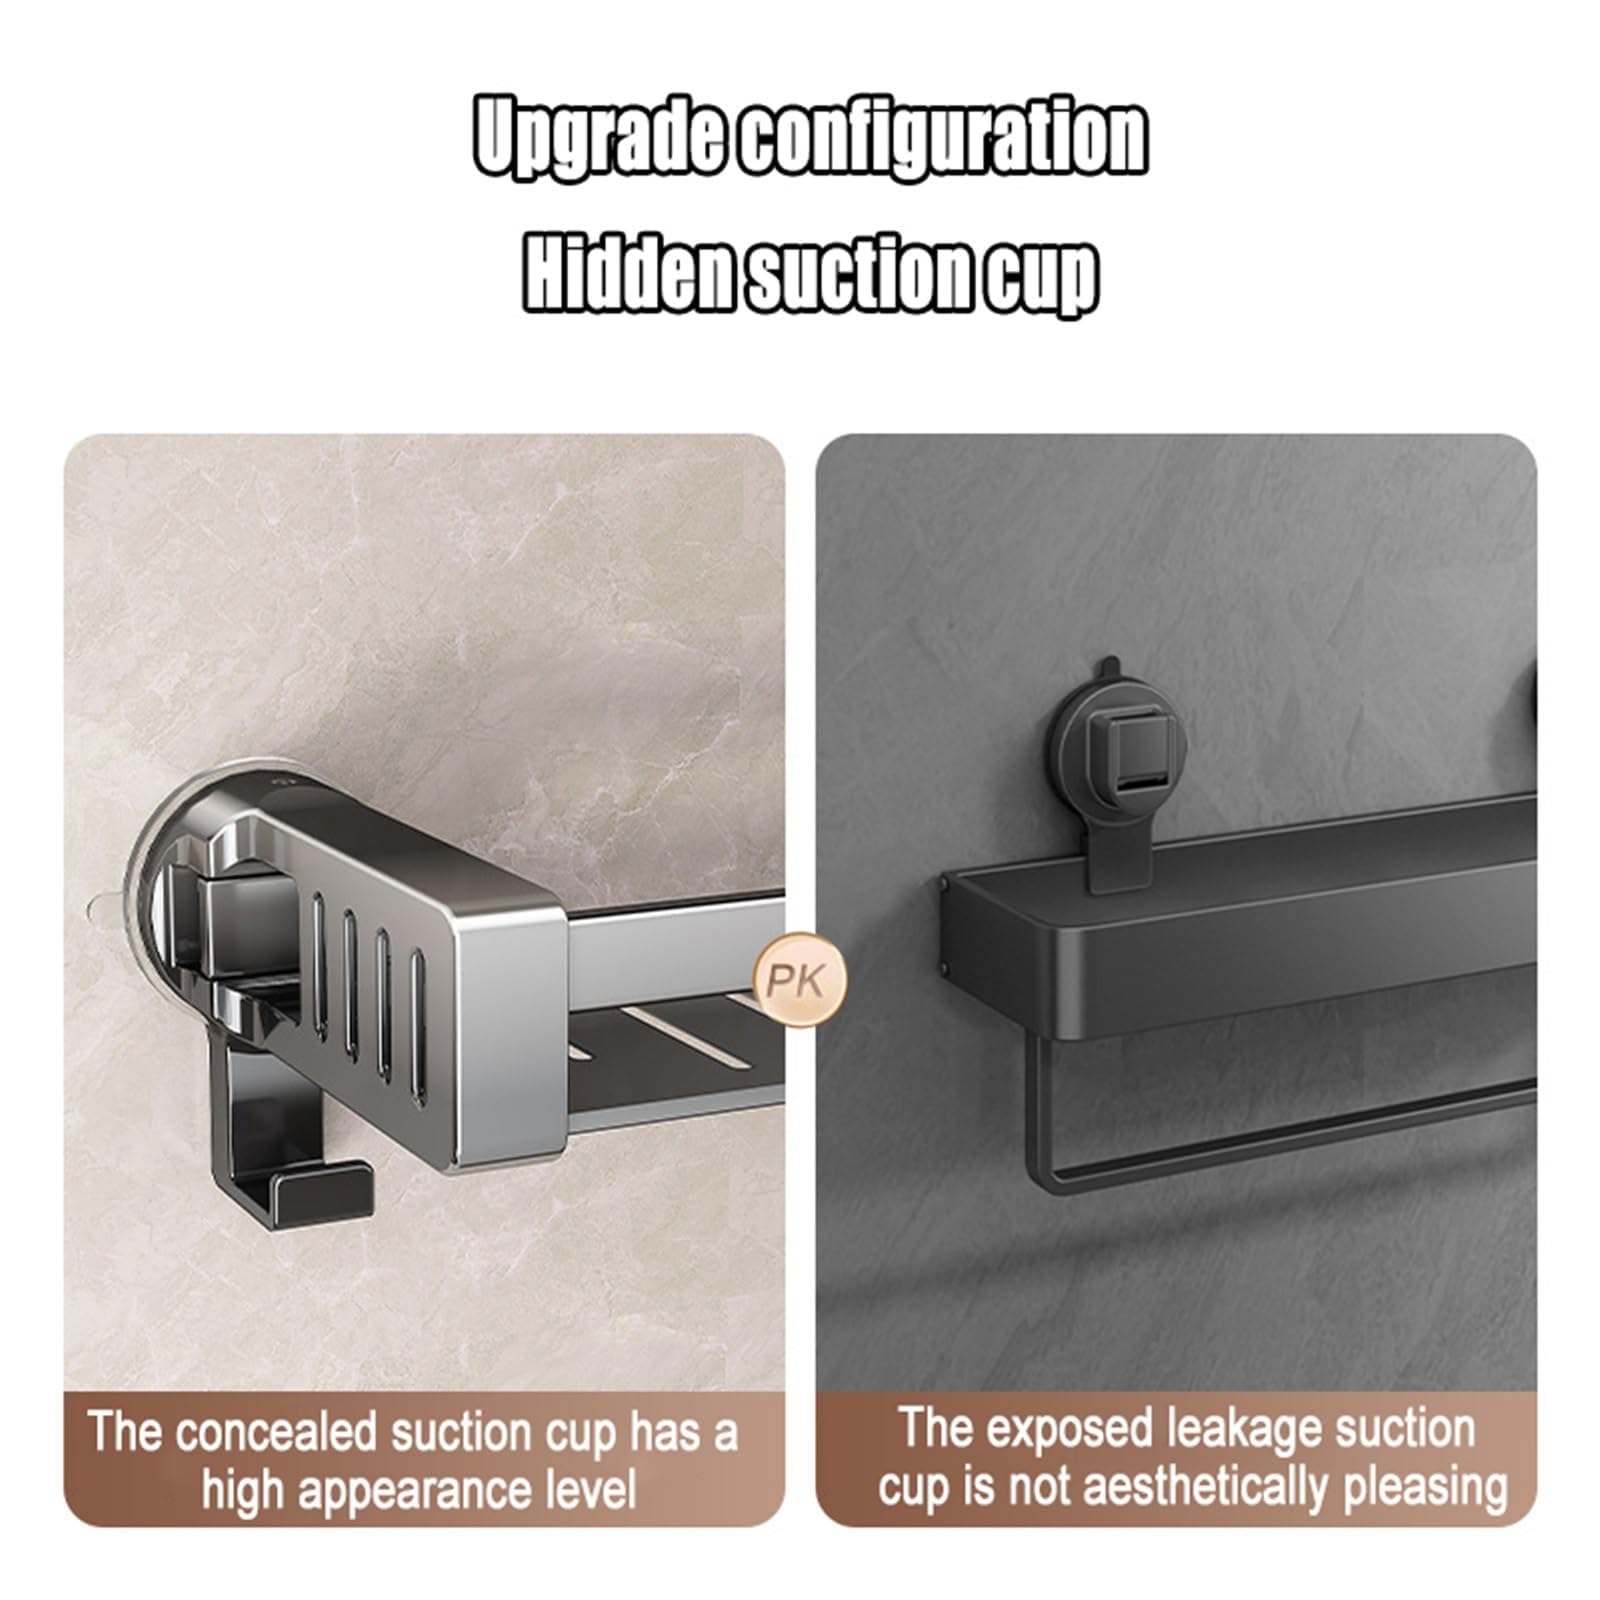 Upgrade configuration
Hidden suction cup
PK
The concealed suction cup has a
high appearance level
The exposed leakage suction
cup is not aesthetically pleasing